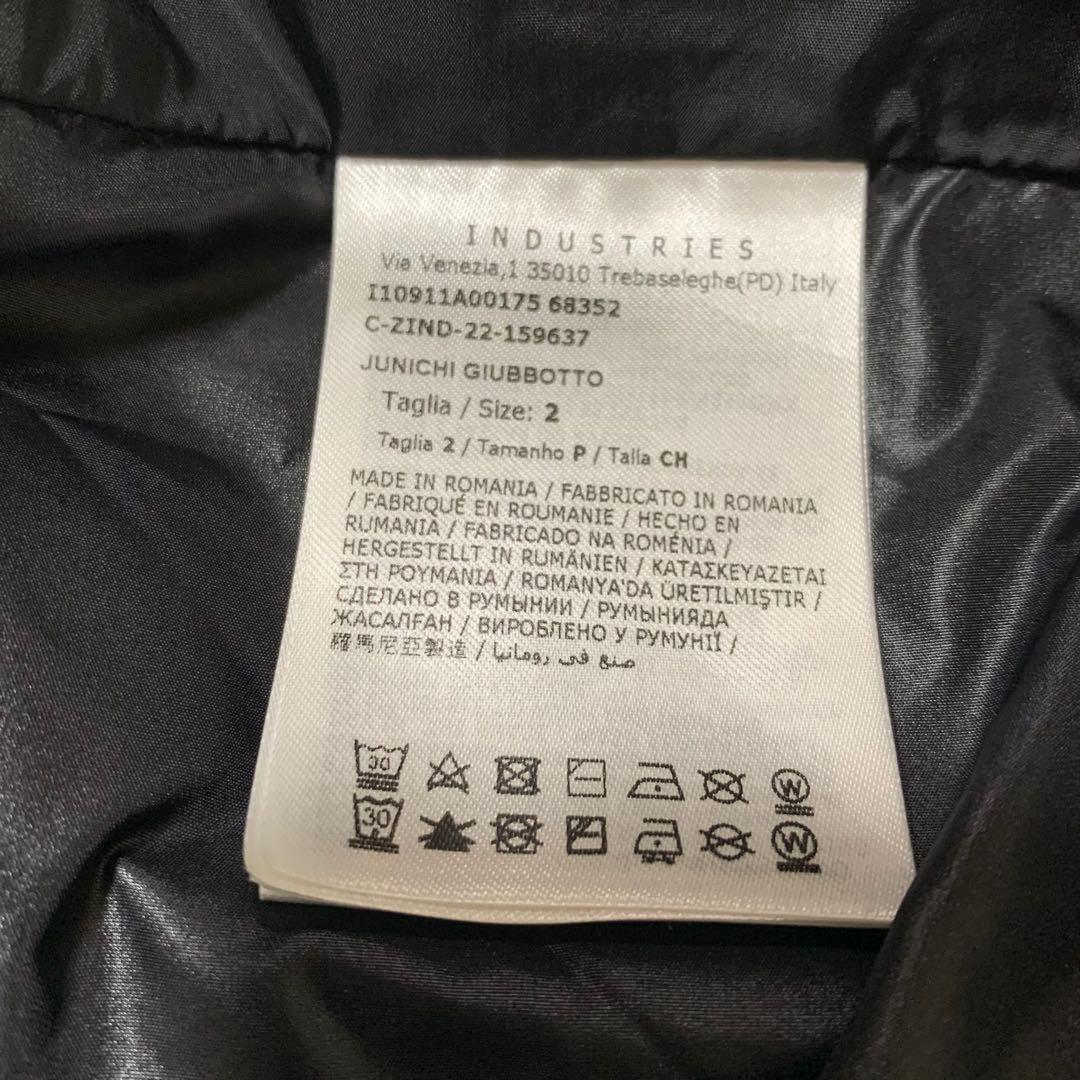 INDUSTRIES
Via Venezia,1 35010 Trebaseleghe(PD) Italy
I10911A00175 68352
C-ZIND-22-159637
JUNICHI GIUBBOTTO
Taglia / Size: 2
Taglia 2 / Tamanho P / Talla CH
MADE IN ROMANIA / FABBRICATO IN ROMANIA
/ FABRIQUÉ EN ROUMANIE / HECHO EN
RUMANIA / FABRICADO NA ROMÉNIA /
HERGESTELLT IN RUMÄNIEN / ΚΑΤΑΣΚΕΥΑΖΕΤΑΙ
ΣΤΗ ΡΟΥΜΑΝΙΑ / ROMANYA'DA ÜRETILMIŞTIR /
СДЕЛАНО В РУМЫНИИ / РУМЫНИЯДА
ЖАСАЛҒАН / ВИРОБЛЕНО У РУМУНІЇ /
羅馬尼亞製造 / صنع في رومانيا
30
30 W
W